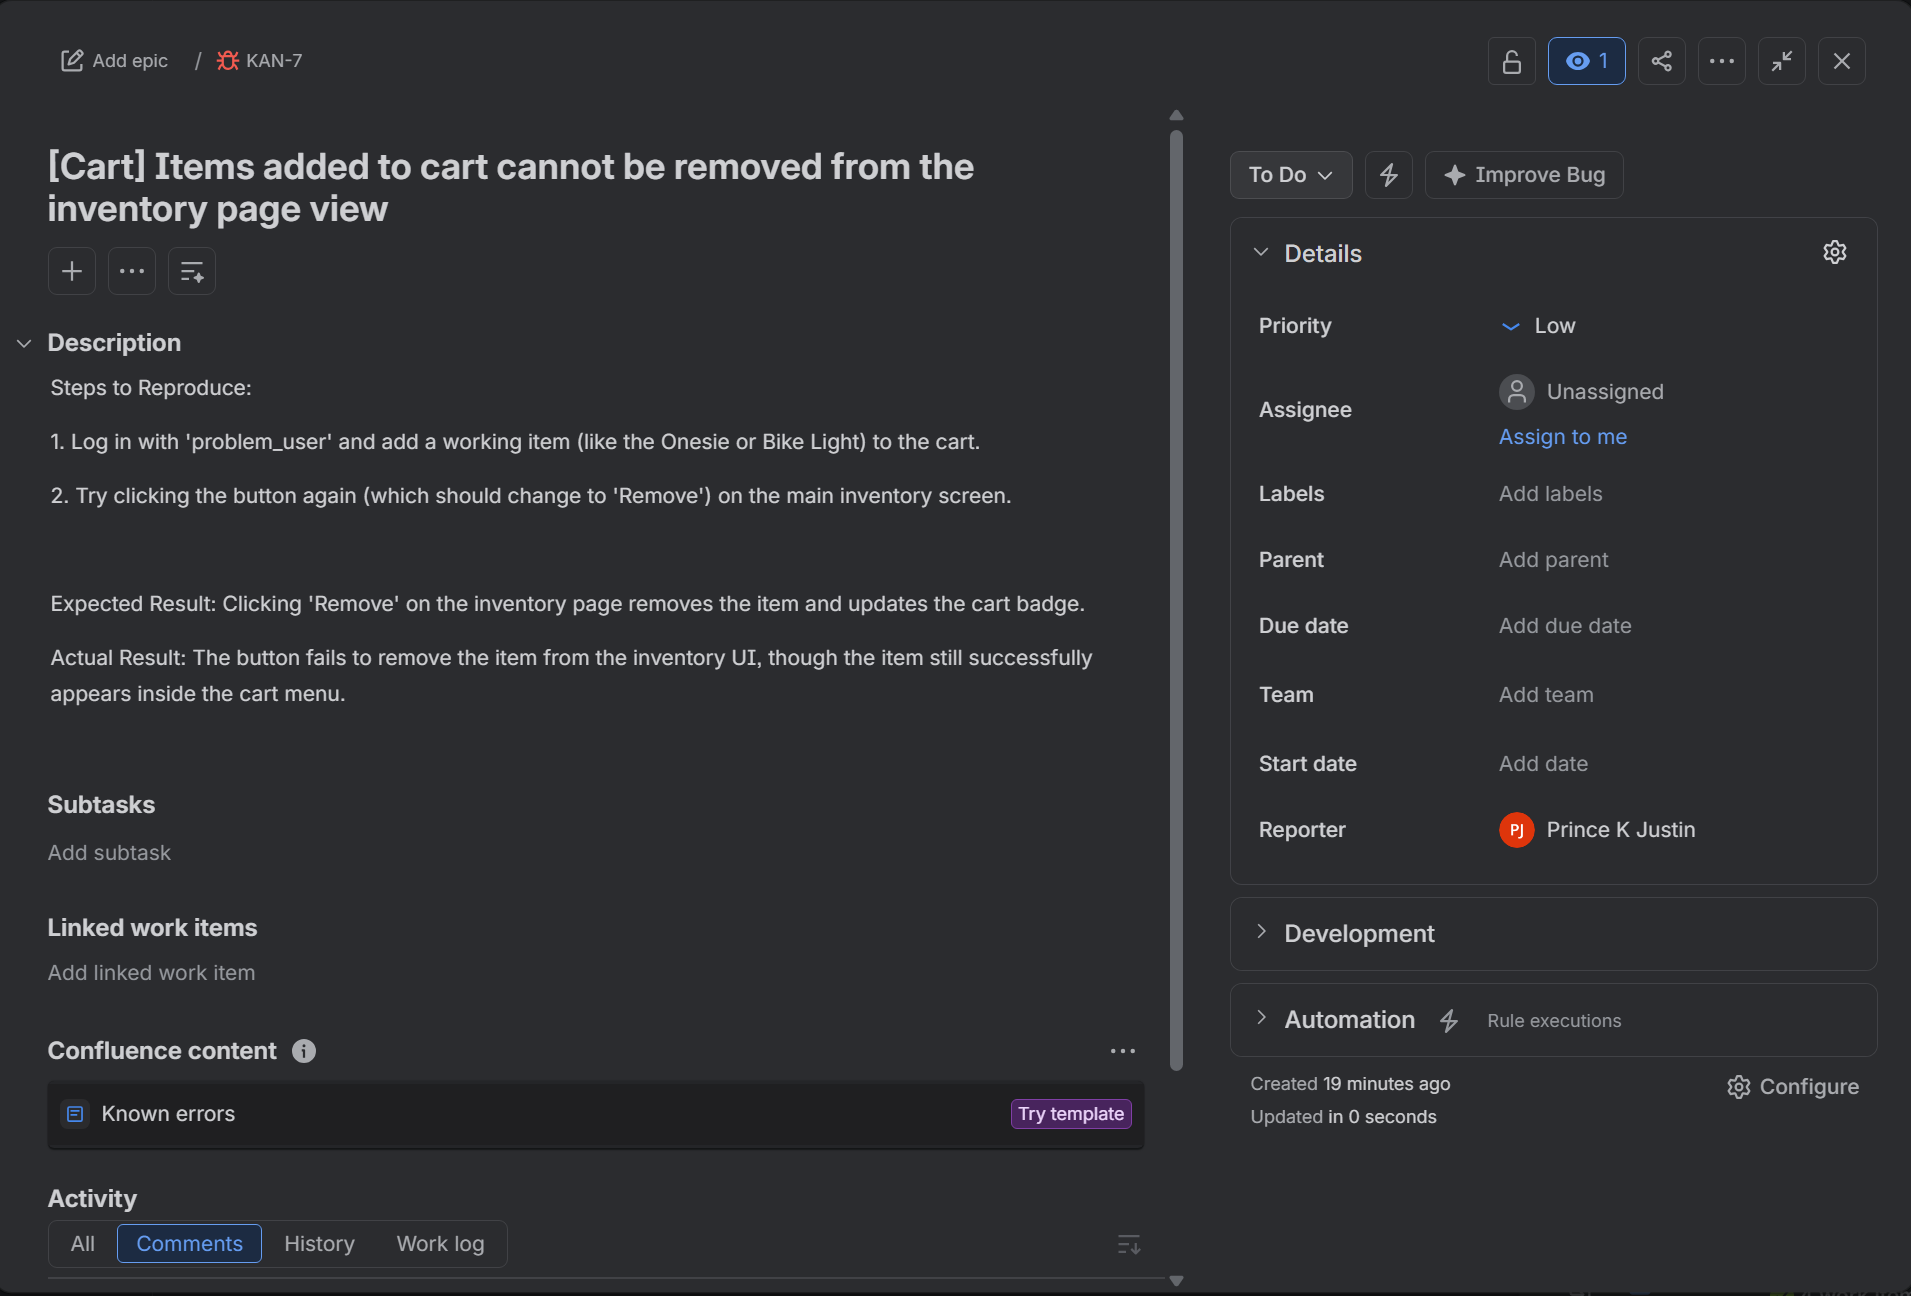 Add epic / KAN-7
1
[Cart] Items added to cart cannot be removed from the
inventory page view
Description
Steps to Reproduce:
1. Log in with 'problem_user' and add a working item (like the Onesie or Bike Light) to the cart.
2. Try clicking the button again (which should change to 'Remove') on the main inventory screen.
Expected Result: Clicking 'Remove' on the inventory page removes the item and updates the cart badge.
Actual Result: The button fails to remove the item from the inventory UI, though the item still successfully
appears inside the cart menu.
Subtasks
Add subtask
Linked work items
Add linked work item
Confluence content
Known errors
Try template
Activity
All Comments History Work log
To Do
Improve Bug
Details
Priority Low
Assignee Unassigned
Assign to me
Labels Add labels
Parent Add parent
Due date Add due date
Team Add team
Start date Add date
Reporter PJ Prince K Justin
Development
Automation Rule executions
Created 19 minutes ago
Updated in 0 seconds
Configure